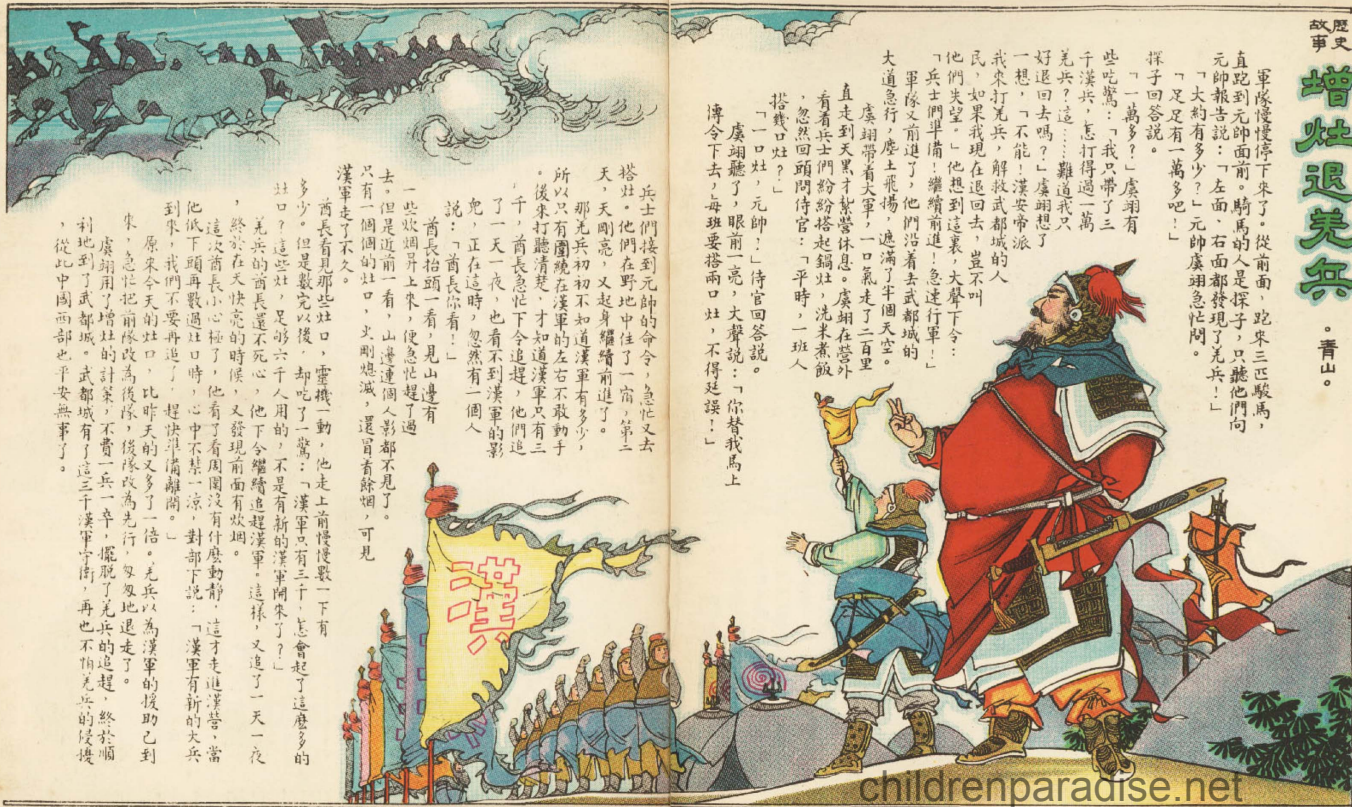 歷史
故事
增灶退羌兵
·青山·
軍隊慢慢停下來了。從前面,跑來三匹駿馬,
直跑到元帥面前。騎馬的人是探子,只聽他們向
元帥報告說:「左面、右面都發現了羌兵!」
「大約有多少?」元帥虞翊急忙問。
「足足有一萬多吧!」
探子回答說。
「一萬多?」虞翊有
些吃驚:「我只帶了三
千漢兵,怎打得過一萬
羌兵?這……難道我只
好退回去嗎?」虞翊想了
一想,「不能!漢安帝派
我來打羌兵,解救武都城的人
民,如果我現在退回去,豈不叫
他們失望。」他想到這裏,大聲下令:
「兵士們準備!繼續前進!急速行軍!」
軍隊又前進了,他們沿着去武都城的
大道急行,塵土飛揚,遮滿了半個天空。
虞翊帶着大軍,一口氣走了二百里
直走到天黑才紮營休息。虞翊在營外
看着兵士們紛紛搭起鍋灶,洗米煮飯
,忽然回頭問侍官:「平時,一班人
搭幾口灶?」
「一口灶,元帥!」侍官回答說。
虞翊聽了,眼前一亮,大聲說:「你替我馬上
傳令下去,每班要搭兩口灶,不得延誤!」
兵士們接到元帥的命令,急忙又去
搭灶。他們在野地中住了一宿,第二
天,天剛亮,又起身繼續前進了。
那羌兵初初不知道漢軍有多少,
所以只有圍繞在漢軍的左右不敢動手
。後來打聽清楚,才知道漢軍只有三
千,酋長急忙下令追趕,他們追
了一天一夜,也看不到漢軍的影
兒,正在這時,忽然有一個人
說:「酋長你看!」
酋長抬頭一看,見山邊有
一些炊烟昇上來,便急忙趕了過
去。但是近前一看,山邊連個人影都不見了。
只有一個個的灶口,火剛熄滅,還冒着餘烟,可見
漢軍走了不久。
酋長看見那些灶口,靈機一動,他走上前慢慢數一下有
多少,但是數完以後,却吃了一驚:「漢軍只有三千,怎會起了這麼多的
灶口?這些灶,足够六千人用的,不是有新的漢軍開來了?」
羌兵的酋長還不死心,他下令繼續追趕漢軍。這樣,又追了一天一夜
,終於在天快亮的時候,又發現前面有炊烟。
這次酋長小心極了,他看了看周圍沒有什麼動靜,這才走進漢營,當
他低下頭再數過灶口時,心中不禁一涼,對部下說:「漢軍有新的大兵
到來,我們不要再追了,趕快準備離開。」
原來今天的灶口,比昨天的又多了一倍。羌兵以為漢軍的援助已到
來,急忙把前隊改為後隊,後隊改為先行,匆匆地退走了。
虞翊用了增灶的計策,不費一兵一卒,擺脫了羌兵的追趕,終於順
利地到了武都城。武都城有了這三千漢軍守衛,再也不怕羌兵的侵擾
,從此中國西部也平安無事了。
漢
childrenparadise.net